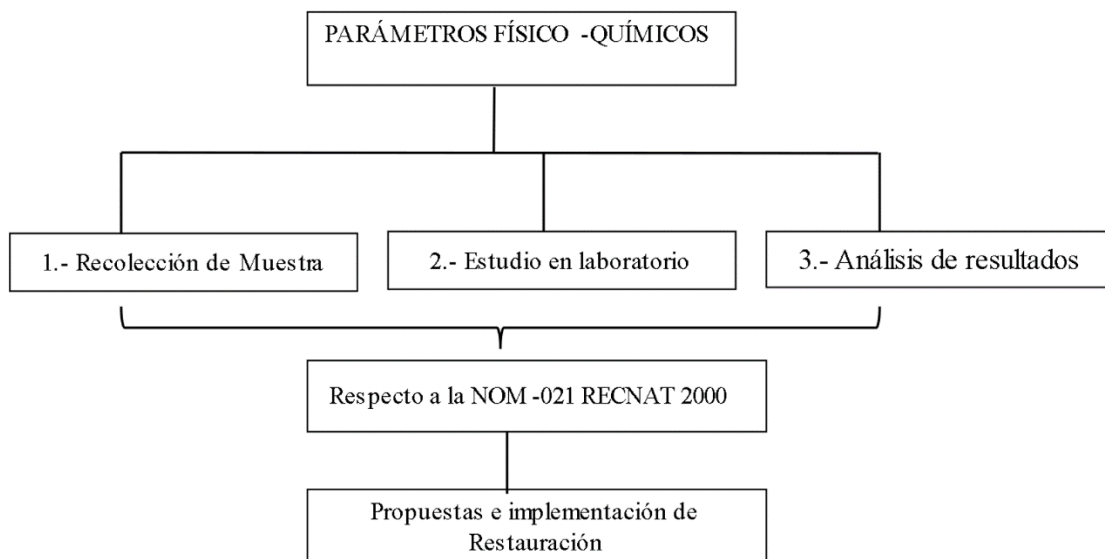 PARÁMETROS FÍSICO -QUÍMICOS
1.- Recolección de Muestra
2.- Estudio en laboratorio
3.- Análisis de resultados
Respecto a la NOM -021 RECNAT 2000
Propuestas e implementación de
Restauración